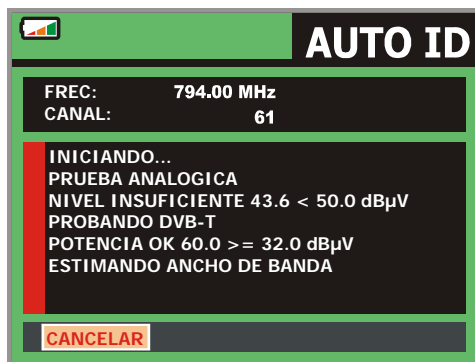 AUTO ID
FREC: 794.00 MHz
CANAL: 61
INICIANDO...
PRUEBA ANALOGICA
NIVEL INSUFICIENTE 43.6 < 50.0 dBµV
PROBANDO DVB-T
POTENCIA OK 60.0 >= 32.0 dBµV
ESTIMANDO ANCHO DE BANDA
CANCELAR